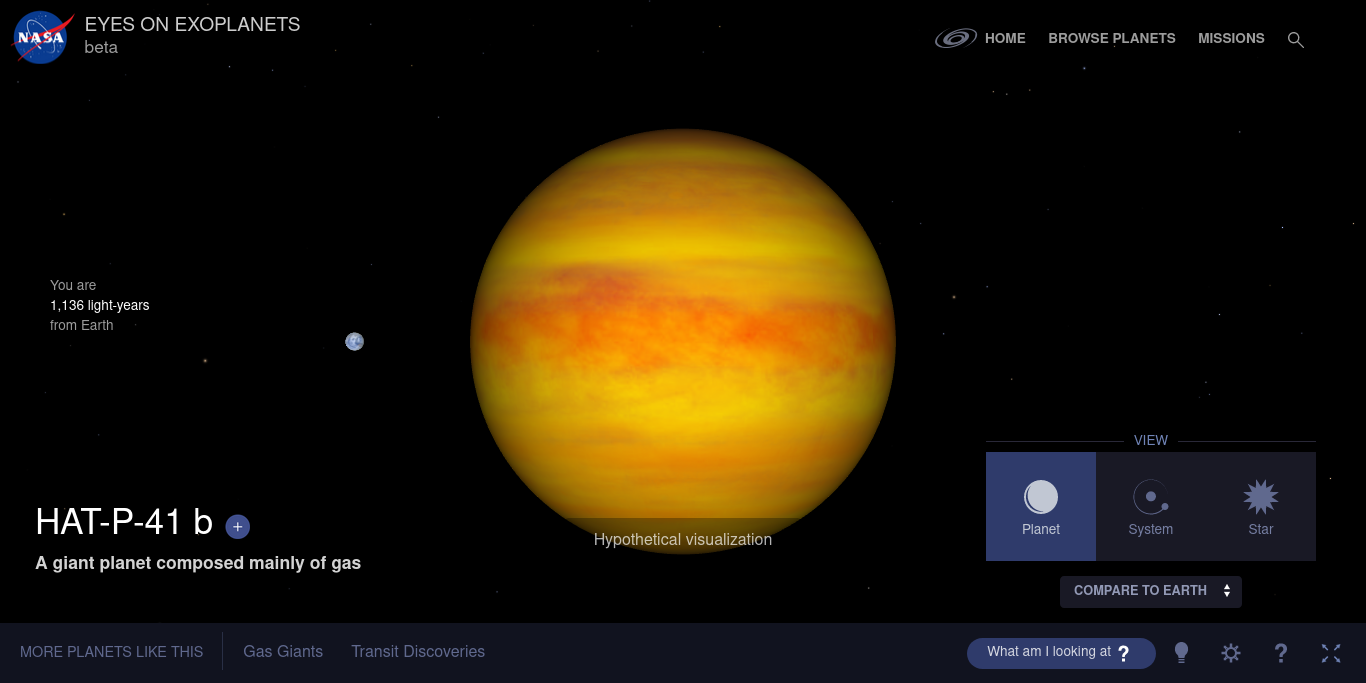 NASA
EYES ON EXOPLANETS
beta
HOME
BROWSE PLANETS
MISSIONS
You are
1,136 light-years
from Earth
HAT-P-41 b +
A giant planet composed mainly of gas
Hypothetical visualization
VIEW
Planet
System
Star
COMPARE TO EARTH
MORE PLANETS LIKE THIS
Gas Giants
Transit Discoveries
What am I looking at ?
?